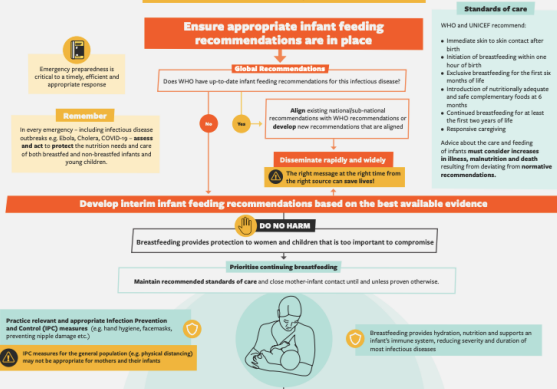 Ensure appropriate infant feeding
recommendations are in place
Standards of care
WHO and UNICEF recommend:
• Immediate skin to skin contact after
birth
• Initiation of breastfeeding within one
hour of birth
• Exclusive breastfeeding for the first six
months of life
• Introduction of nutritionally adequate
and safe complementary foods at 6
months
• Continued breastfeeding for at least
the first two years of life
• Responsive caregiving
Advice about the care and feeding
of infants must consider increases
in illness, malnutrition and death
resulting from deviating from normative
recommendations.
Emergency preparedness is
critical to a timely, efficient and
appropriate response
Global Recommendations
Does WHO have up-to-date infant feeding recommendations for this infectious disease?
Remember
In every emergency – including infectious disease
outbreaks e.g. Ebola, Cholera, COVID-19 – assess
and act to protect the nutrition needs and care
of both breastfed and non-breastfed infants and
young children.
No
Yes
Align existing national/sub-national
recommendations with WHO recommendations or
develop new recommendations that are aligned
Disseminate rapidly and widely
The right message at the right time from
the right source can save lives!
Develop interim infant feeding recommendations based on the best available evidence
DO NO HARM
Breastfeeding provides protection to women and children that is too important to compromise
Prioritise continuing breastfeeding
Maintain recommended standards of care and close mother-infant contact until and unless proven otherwise.
Practice relevant and appropriate Infection Prevention
and Control (IPC) measures (e.g. hand hygiene, facemasks,
preventing nipple damage etc.)
IPC measures for the general population (e.g. physical distancing)
may not be appropriate for mothers and their infants
Breastfeeding provides hydration, nutrition and supports an
infant's immune system, reducing severity and duration of
most infectious diseases